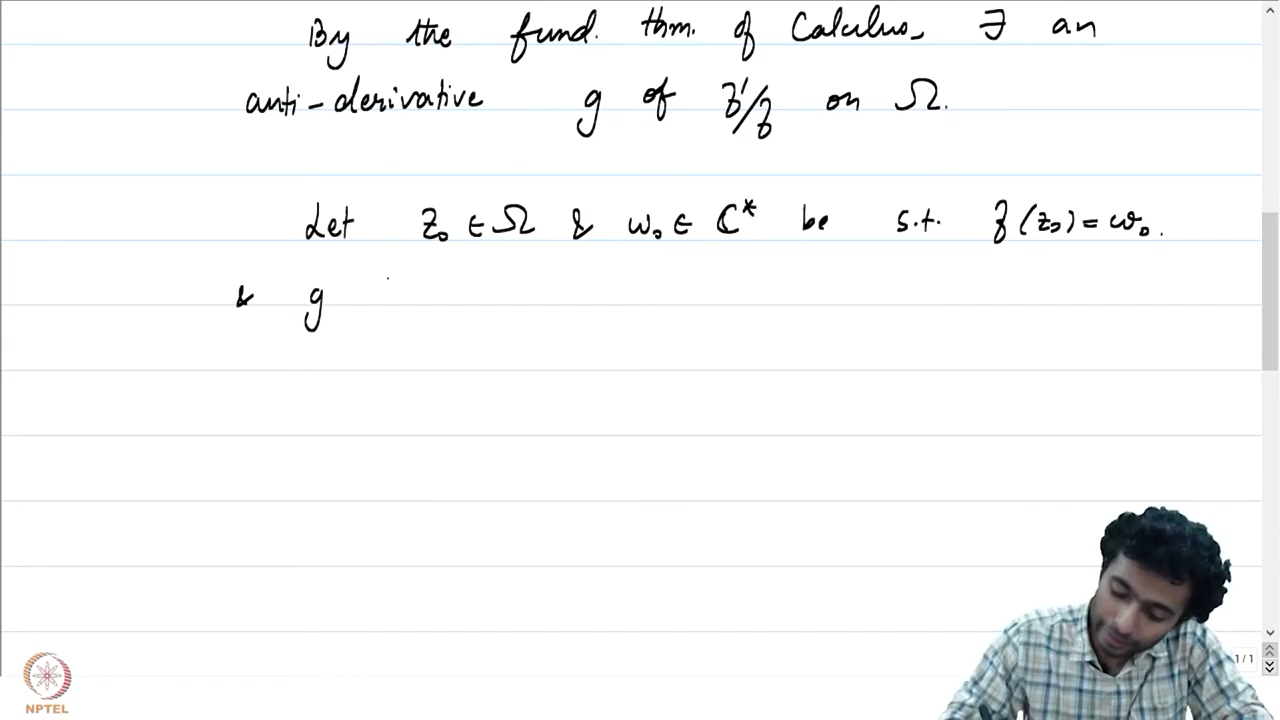 By the fund. thm. of Calculus, ∃ an
anti-derivative g of f'/f on Ω.
Let z₀ ∈ Ω & w₀ ∈ ℂ* be s.t. f(z₀) = w₀.
& g
1/1
NPTEL